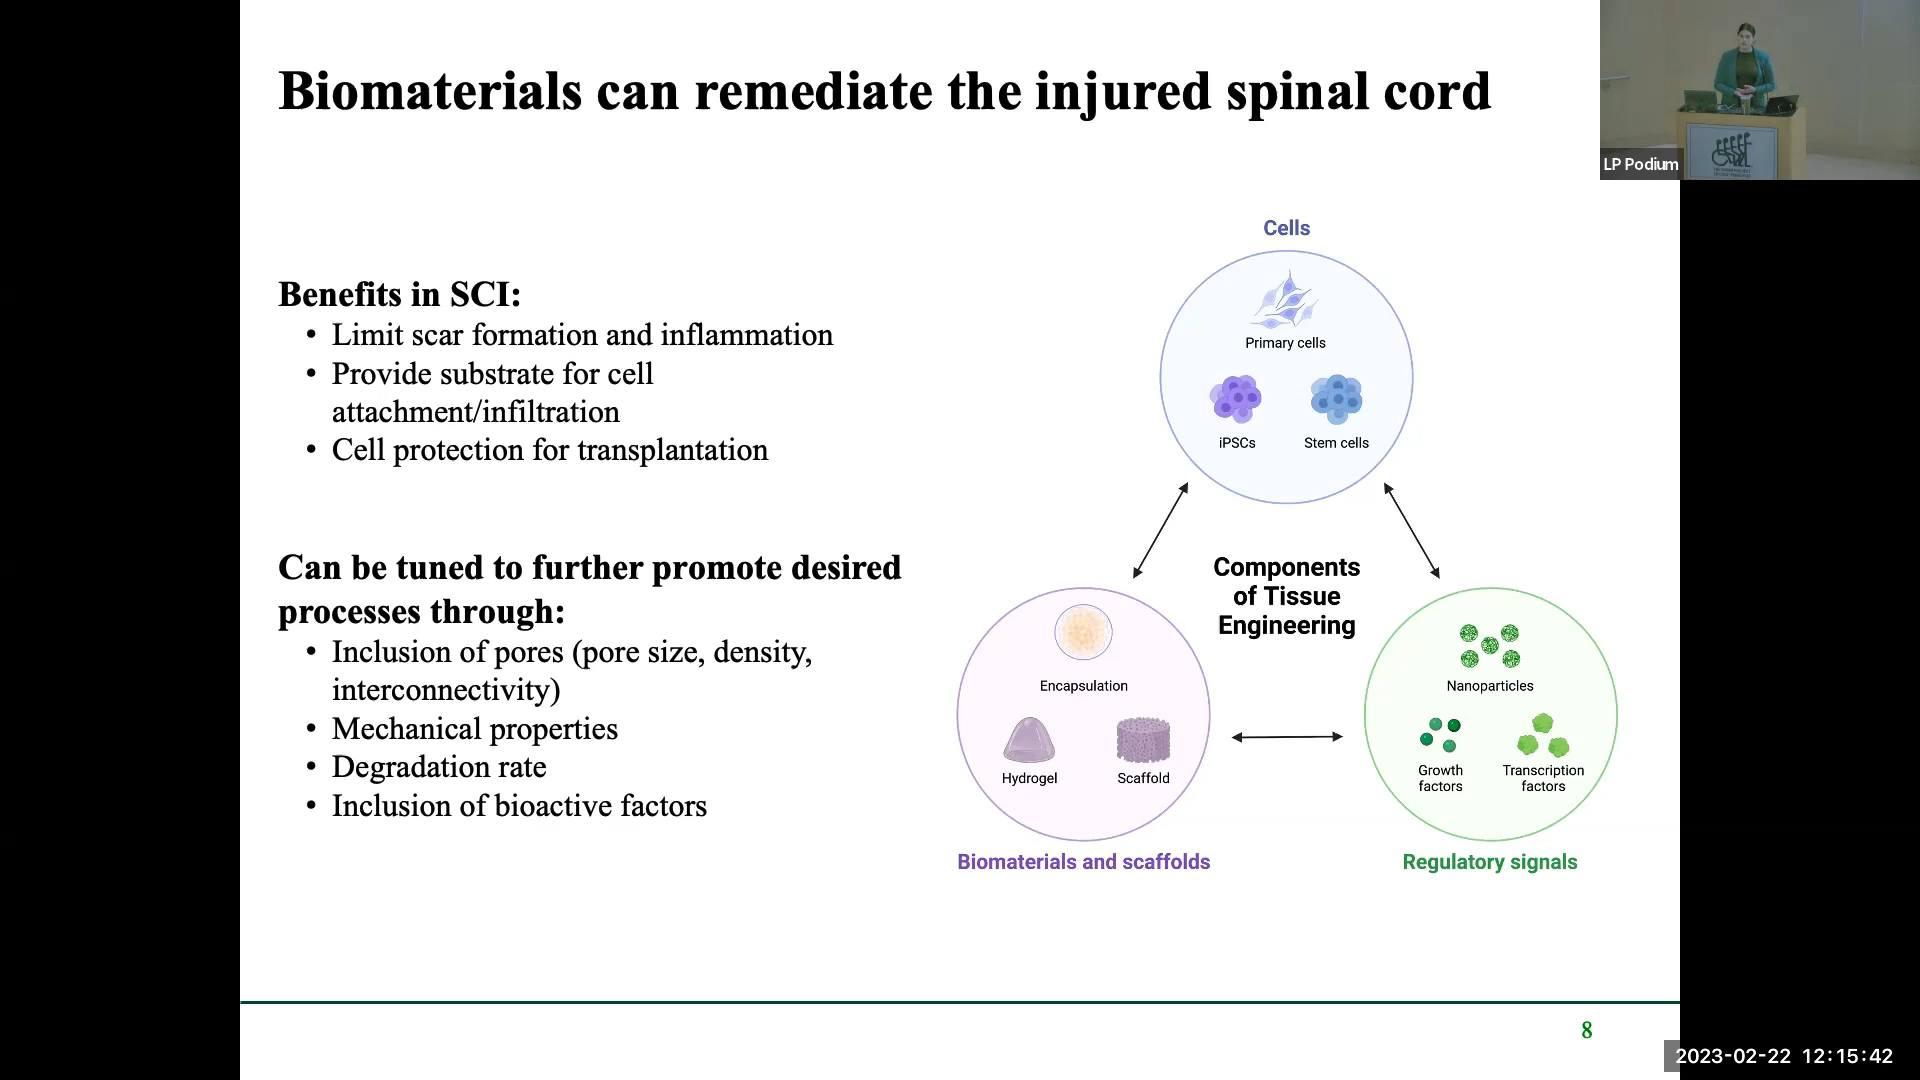 Biomaterials can remediate the injured spinal cord
LP Podium
Benefits in SCI:
• Limit scar formation and inflammation
• Provide substrate for cell
attachment/infiltration
• Cell protection for transplantation
Can be tuned to further promote desired
processes through:
• Inclusion of pores (pore size, density,
interconnectivity)
• Mechanical properties
• Degradation rate
• Inclusion of bioactive factors
Cells
Primary cells
iPSCs
Stem cells
Components
of Tissue
Engineering
Encapsulation
Hydrogel
Scaffold
Biomaterials and scaffolds
Nanoparticles
Growth
factors
Transcription
factors
Regulatory signals
8
2023-02-22 12:15:42